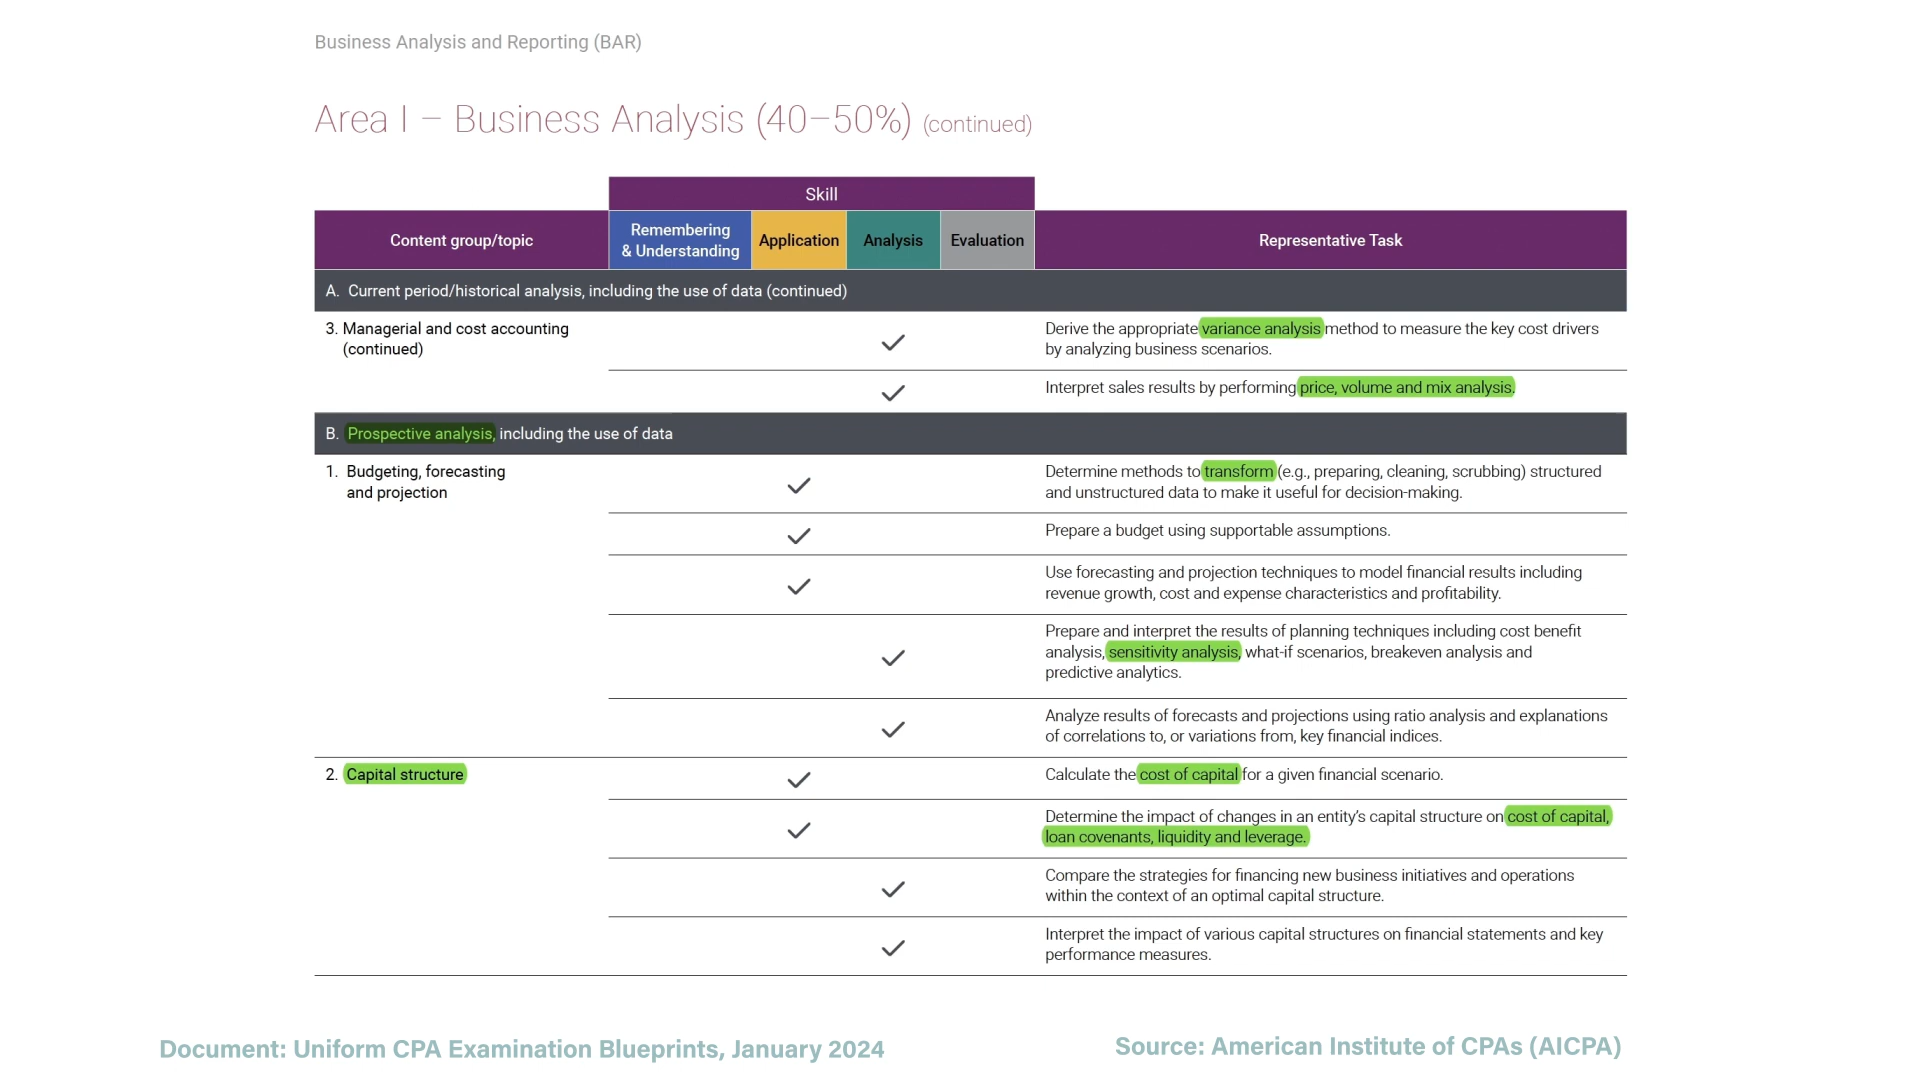 Business Analysis and Reporting (BAR)
Area I – Business Analysis (40–50%) (continued)
Skill
Content group/topic
Remembering
& Understanding
Application
Analysis
Evaluation
Representative Task
A. Current period/historical analysis, including the use of data (continued)
3. Managerial and cost accounting
(continued)
Derive the appropriate variance analysis method to measure the key cost drivers
by analyzing business scenarios.
Interpret sales results by performing price, volume and mix analysis.
B. Prospective analysis, including the use of data
1. Budgeting, forecasting
and projection
Determine methods to transform (e.g., preparing, cleaning, scrubbing) structured
and unstructured data to make it useful for decision-making.
Prepare a budget using supportable assumptions.
Use forecasting and projection techniques to model financial results including
revenue growth, cost and expense characteristics and profitability.
Prepare and interpret the results of planning techniques including cost benefit
analysis, sensitivity analysis, what-if scenarios, breakeven analysis and
predictive analytics.
Analyze results of forecasts and projections using ratio analysis and explanations
of correlations to, or variations from, key financial indices.
2. Capital structure
Calculate the cost of capital for a given financial scenario.
Determine the impact of changes in an entity's capital structure on cost of capital,
loan covenants, liquidity and leverage.
Compare the strategies for financing new business initiatives and operations
within the context of an optimal capital structure.
Interpret the impact of various capital structures on financial statements and key
performance measures.
Document: Uniform CPA Examination Blueprints, January 2024
Source: American Institute of CPAs (AICPA)